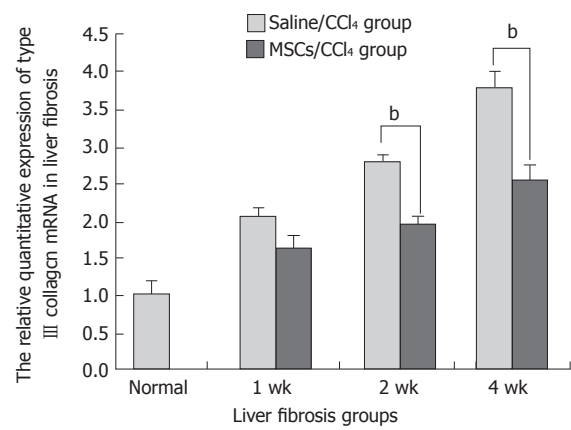 Saline/CCl₄ group
MSCs/CCl₄ group
The relative quantitative expression of type
Ⅲ collagcn mRNA in liver fibrosis
4.5
4.0
3.5
3.0
2.5
2.0
1.5
1.0
0.5
0.0
b
b
Normal
1 wk
2 wk
4 wk
Liver fibrosis groups